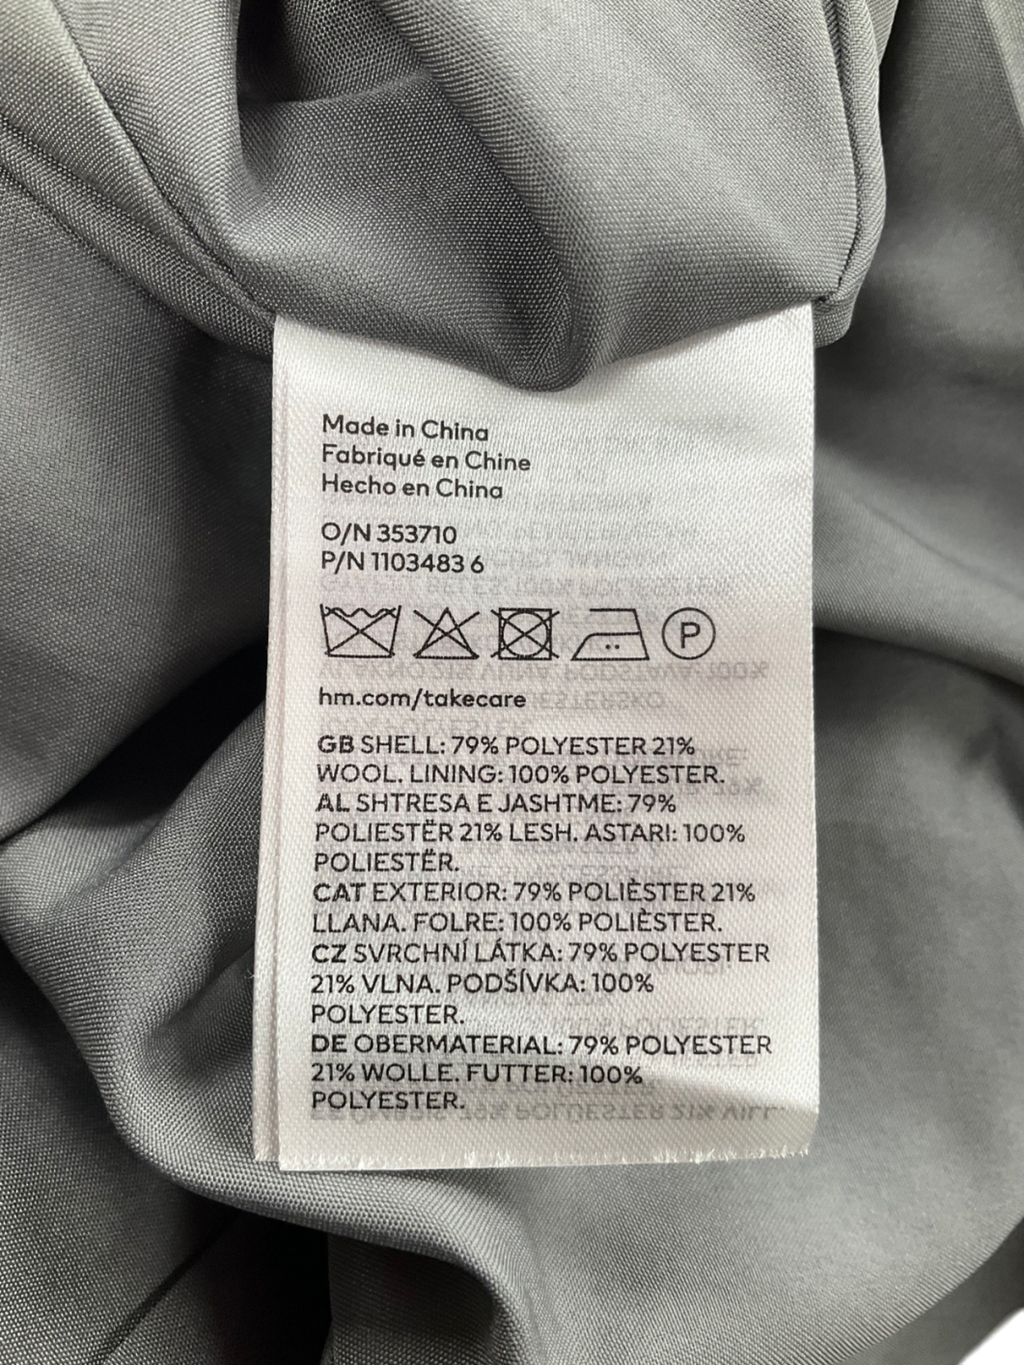 Made in China
Fabriqué en Chine
Hecho en China
O/N 353710
P/N 1103483 6
P
hm.com/takecare
GB SHELL: 79% POLYESTER 21%
WOOL. LINING: 100% POLYESTER.
AL SHTRESA E JASHTME: 79%
POLIESTËR 21% LESH. ASTARI: 100%
POLIESTËR.
CAT EXTERIOR: 79% POLIÈSTER 21%
LLANA. FOLRE: 100% POLIÈSTER.
CZ SVRCHNÍ LÁTKA: 79% POLYESTER
21% VLNA. PODŠÍVKA: 100%
POLYESTER.
DE OBERMATERIAL: 79% POLYESTER
21% WOLLE. FUTTER: 100%
POLYESTER.